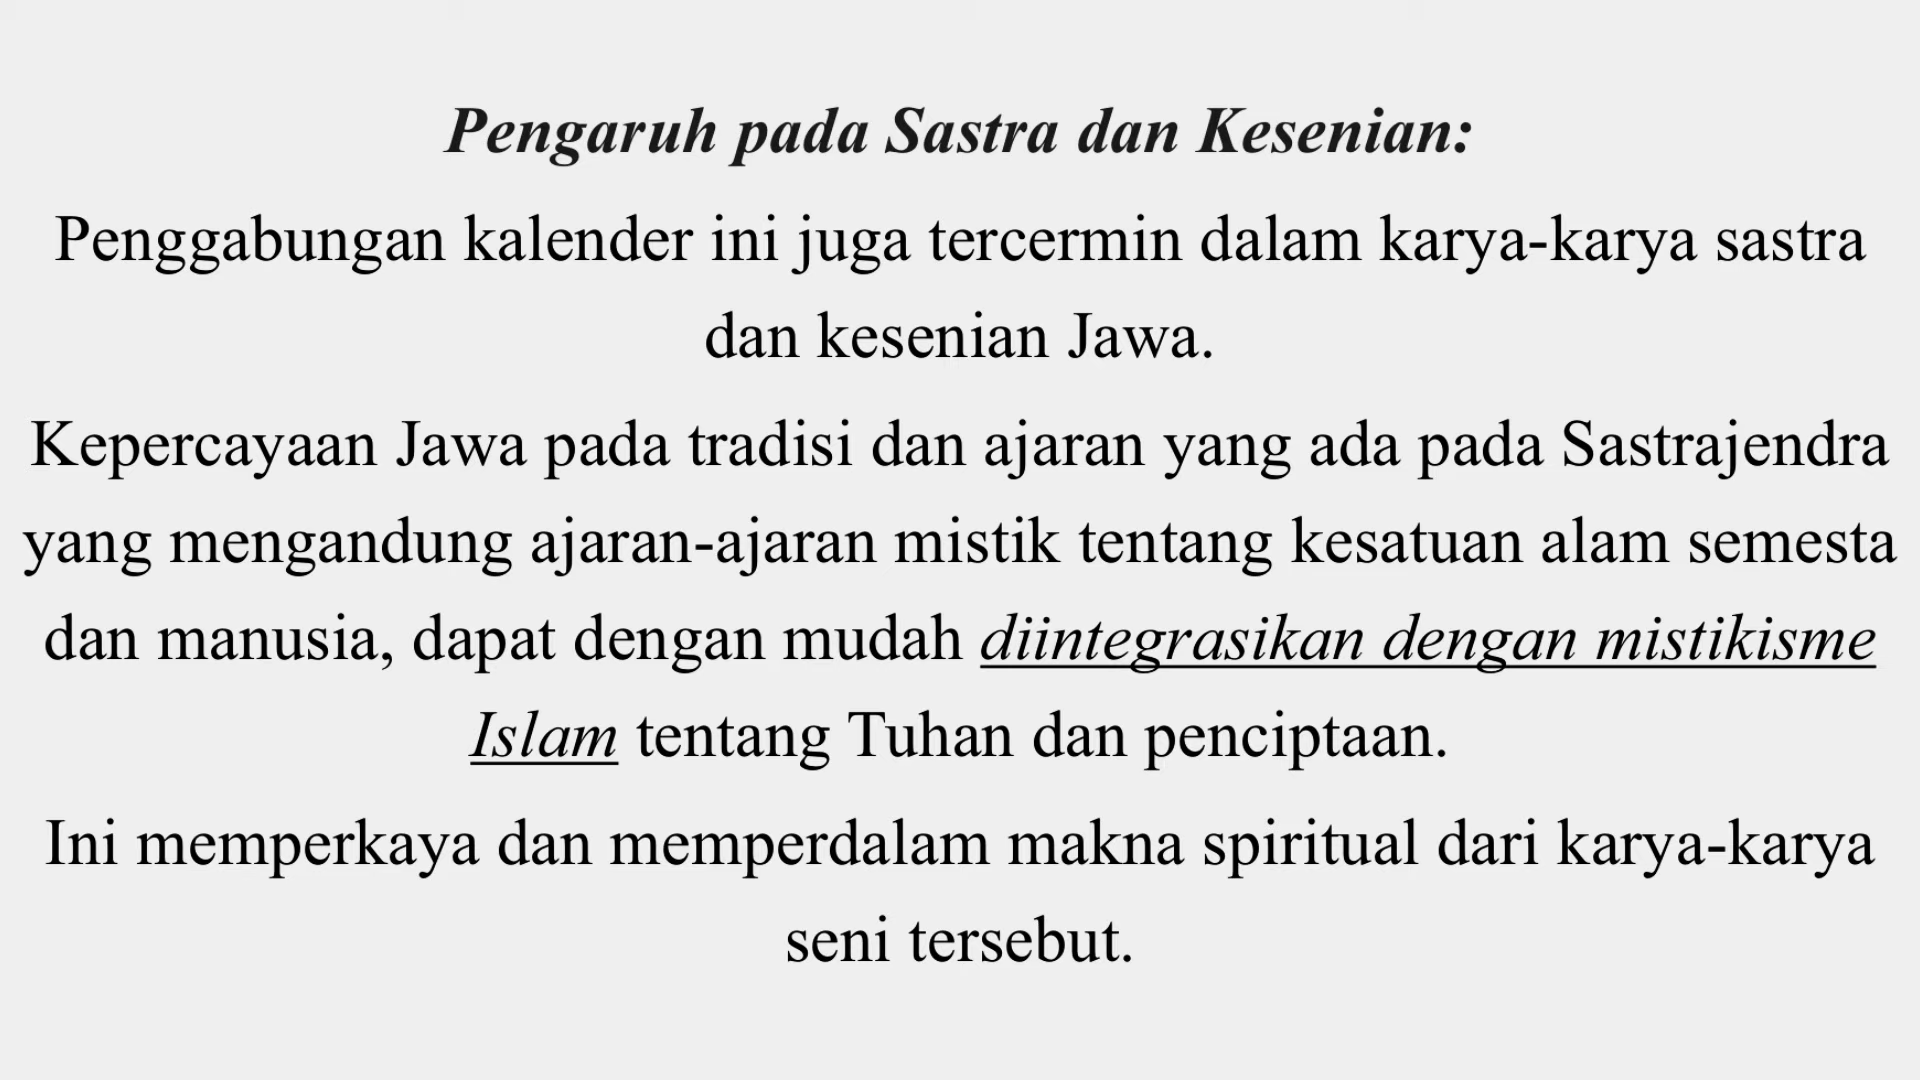 Pengaruh pada Sastra dan Kesenian:
Penggabungan kalender ini juga tercermin dalam karya-karya sastra
dan kesenian Jawa.
Kepercayaan Jawa pada tradisi dan ajaran yang ada pada Sastrajendra
yang mengandung ajaran-ajaran mistik tentang kesatuan alam semesta
dan manusia, dapat dengan mudah diintegrasikan dengan mistikisme
Islam tentang Tuhan dan penciptaan.
Ini memperkaya dan memperdalam makna spiritual dari karya-karya
seni tersebut.